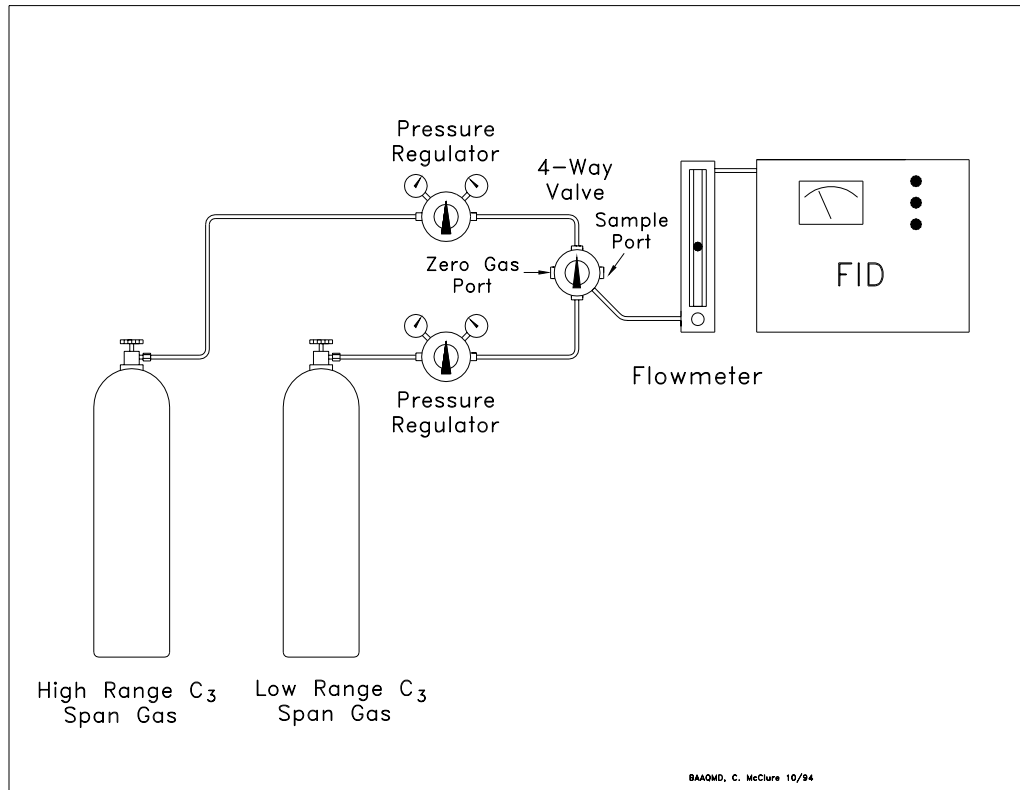 Pressure
Regulator
4-Way
Valve
Sample
Port
Zero Gas
Port
FID
Flowmeter
Pressure
Regulator
High Range C₃
Span Gas
Low Range C₃
Span Gas
BAAQMD, C. McClure 10/94